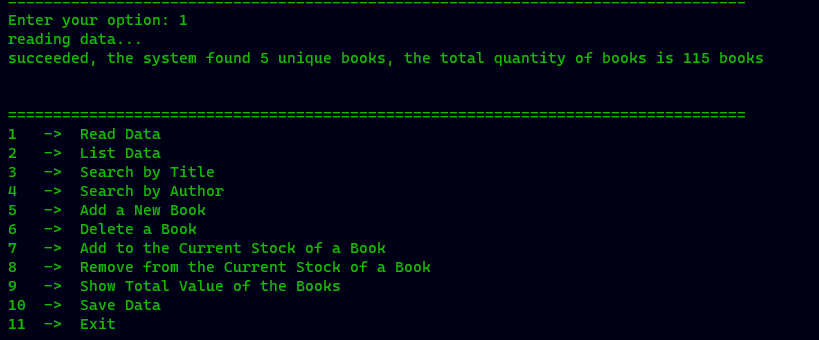 ==================================================================================
Enter your option: 1
reading data...
succeeded, the system found 5 unique books, the total quantity of books is 115 books
==================================================================================
1   -> Read Data
2   -> List Data
3   -> Search by Title
4   -> Search by Author
5   -> Add a New Book
6   -> Delete a Book
7   -> Add to the Current Stock of a Book
8   -> Remove from the Current Stock of a Book
9   -> Show Total Value of the Books
10  -> Save Data
11  -> Exit